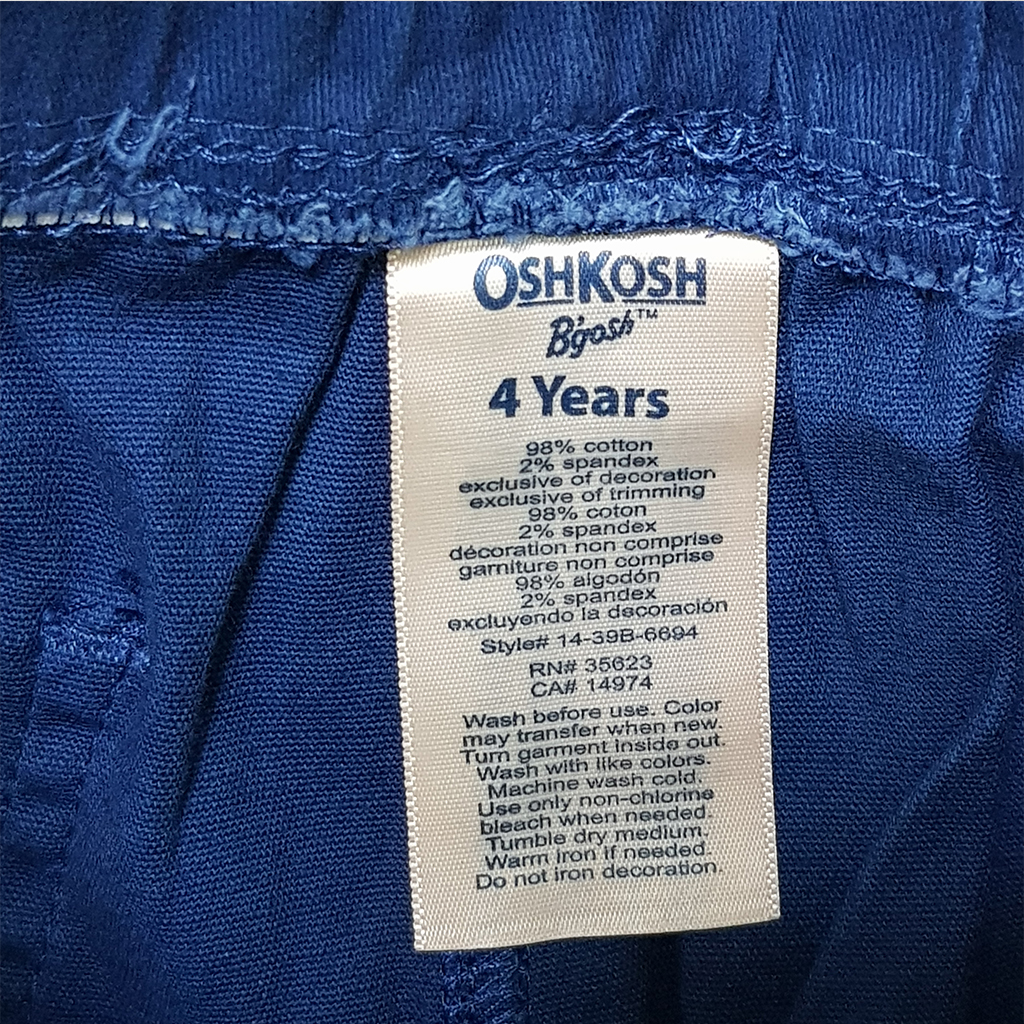 OSHKOSH
B'gosh™
4 Years
98% cotton
2% spandex
exclusive of decoration
exclusive of trimming
98% coton
2% spandex
décoration non comprise
garniture non comprise
98% algodón
2% spandex
excluyendo la decoración
Style# 14-39B-6694
RN# 35623
CA# 14974
Wash before use. Color
may transfer when new.
Turn garment inside out.
Wash with like colors.
Machine wash cold.
Use only non-chlorine
bleach when needed.
Tumble dry medium.
Warm iron if needed
Do not iron decoration.